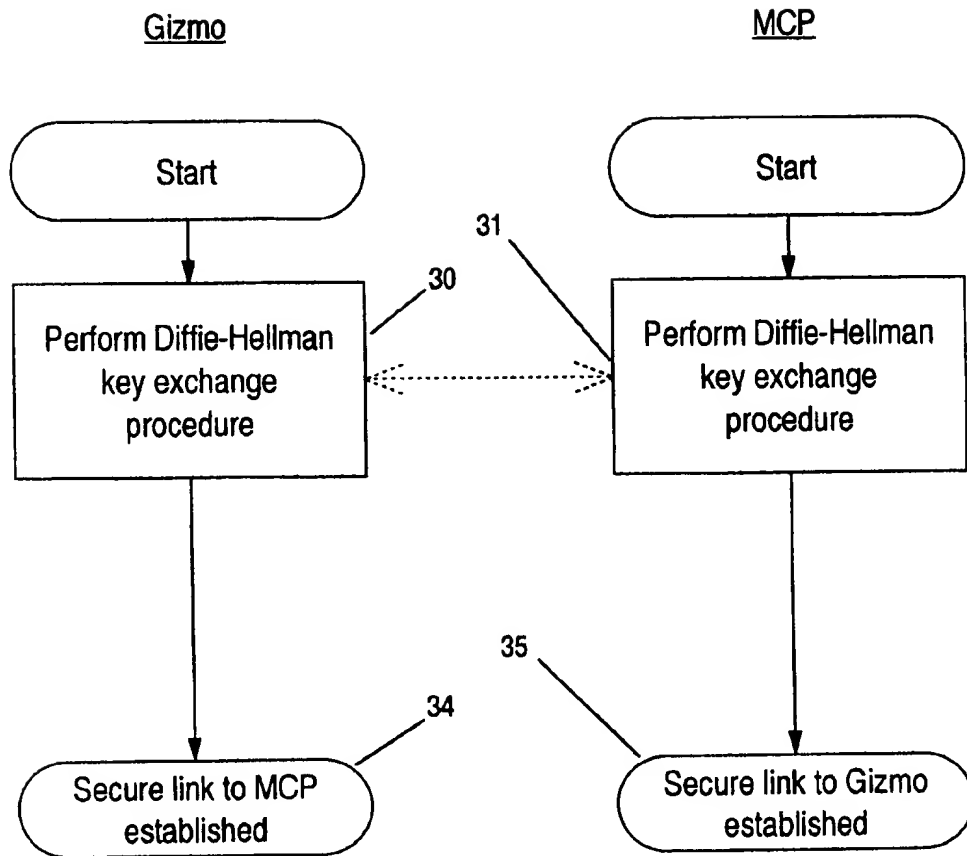 Gizmo
MCP
Start
Start
31
30
Perform Diffie-Hellman
key exchange
procedure
Perform Diffie-Hellman
key exchange
procedure
35
34
Secure link to MCP
established
Secure link to Gizmo
established